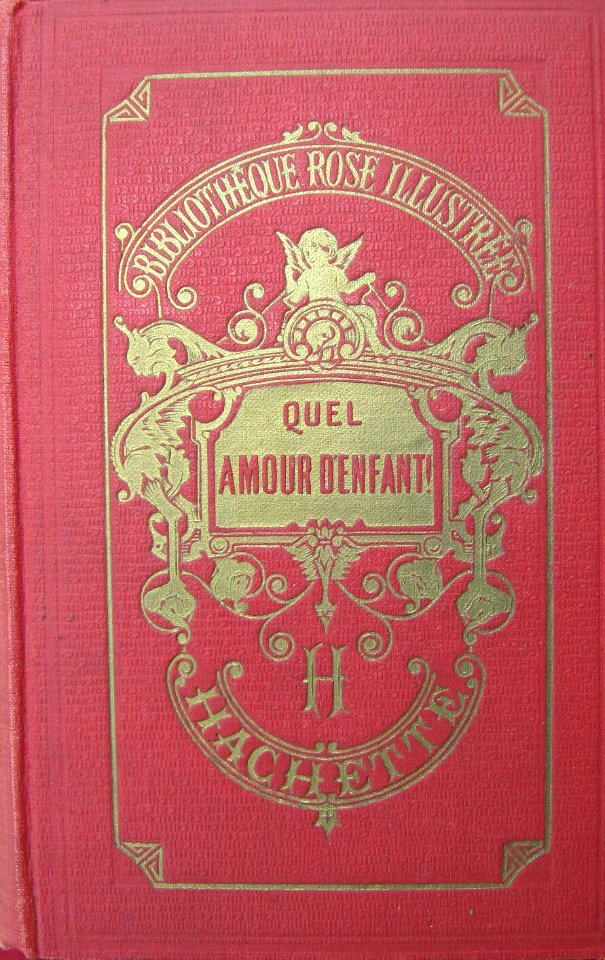 BIBLIOTHÈQUE ROSE ILLUSTRÉE
QUEL
AMOUR D'ENFANT!
H
HACHETTE